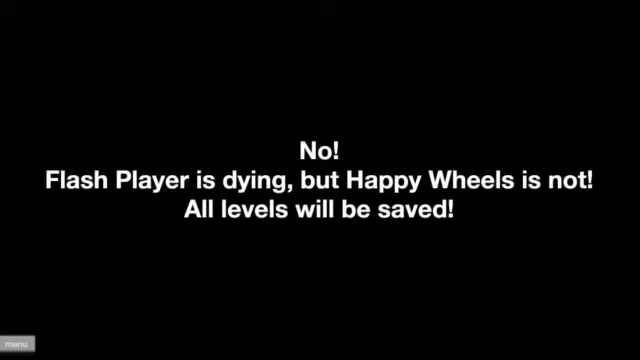 No!
Flash Player is dying, but Happy Wheels is not!
All levels will be saved!
menu